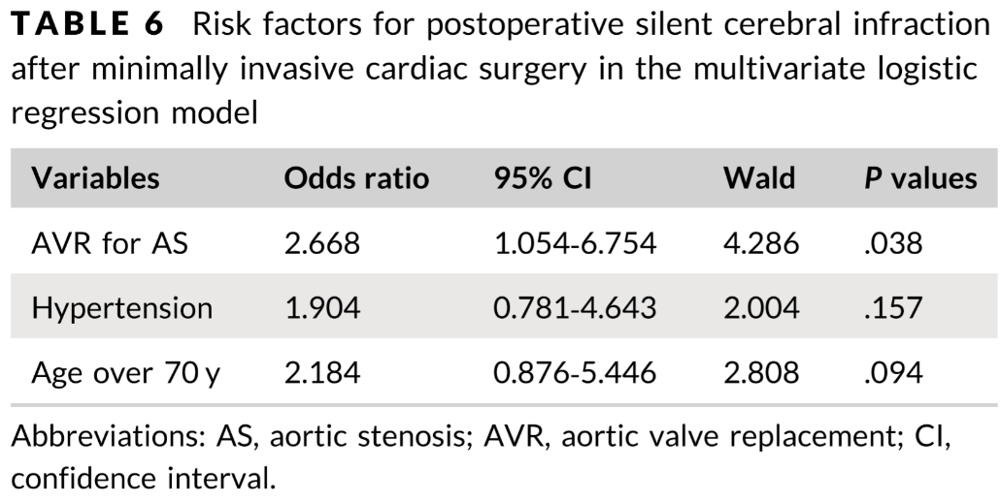 TABLE 6 Risk factors for postoperative silent cerebral infraction
after minimally invasive cardiac surgery in the multivariate logistic
regression model
Variables Odds ratio 95% CI Wald P values
AVR for AS 2.668 1.054-6.754 4.286 .038
Hypertension 1.904 0.781-4.643 2.004 .157
Age over 70 y 2.184 0.876-5.446 2.808 .094
Abbreviations: AS, aortic stenosis; AVR, aortic valve replacement; CI,
confidence interval.